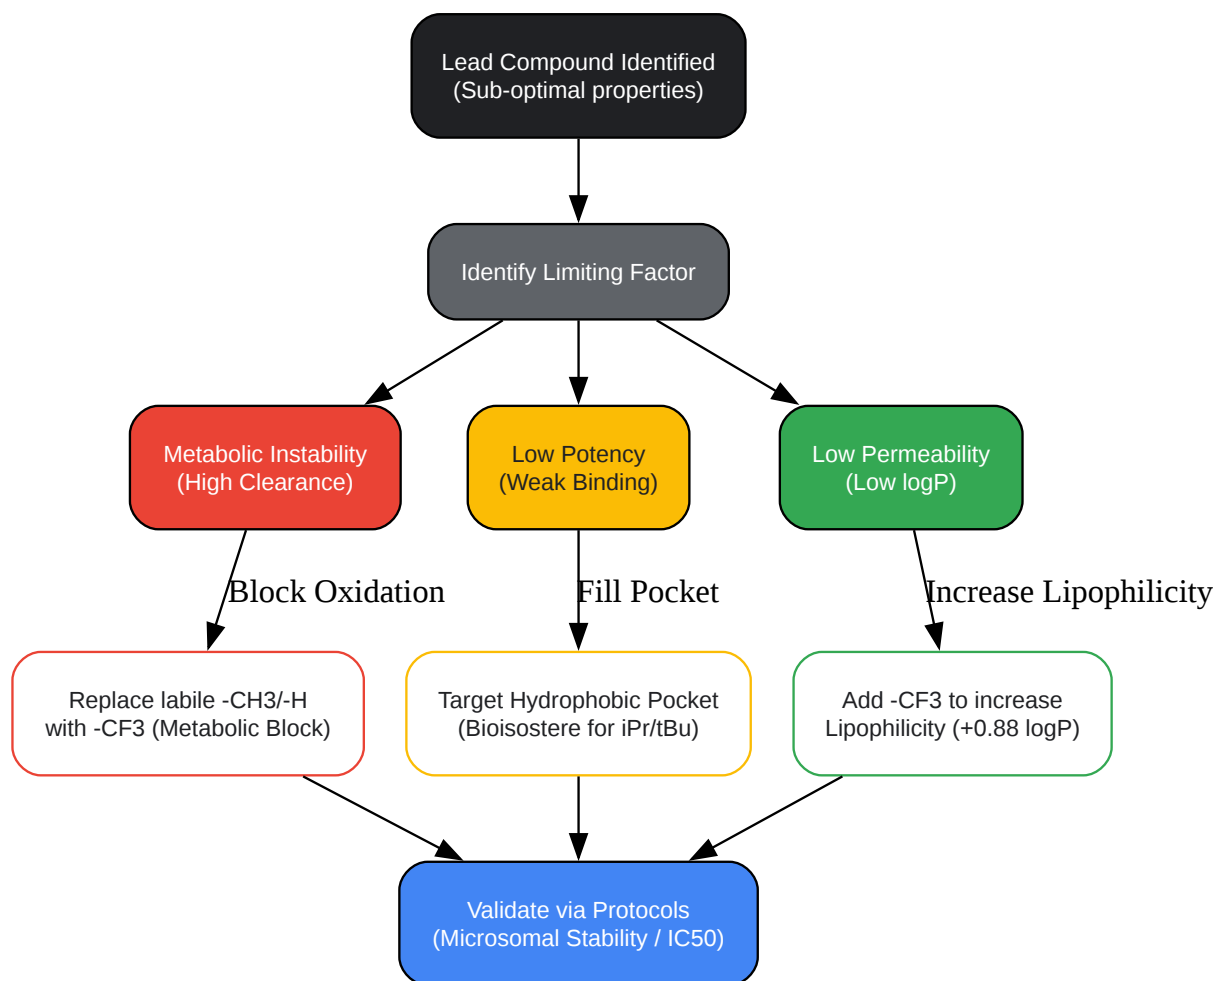 Lead Compound Identified
(Sub-optimal properties)
Identify Limiting Factor
Metabolic Instability
(High Clearance)
Low Potency
(Weak Binding)
Low Permeability
(Low logP)
Block Oxidation
Fill Pocket
Increase Lipophilicity
Replace labile -CH3/-H
with -CF3 (Metabolic Block)
Target Hydrophobic Pocket
(Bioisostere for iPr/tBu)
Add -CF3 to increase
Lipophilicity (+0.88 logP)
Validate via Protocols
(Microsomal Stability / IC50)